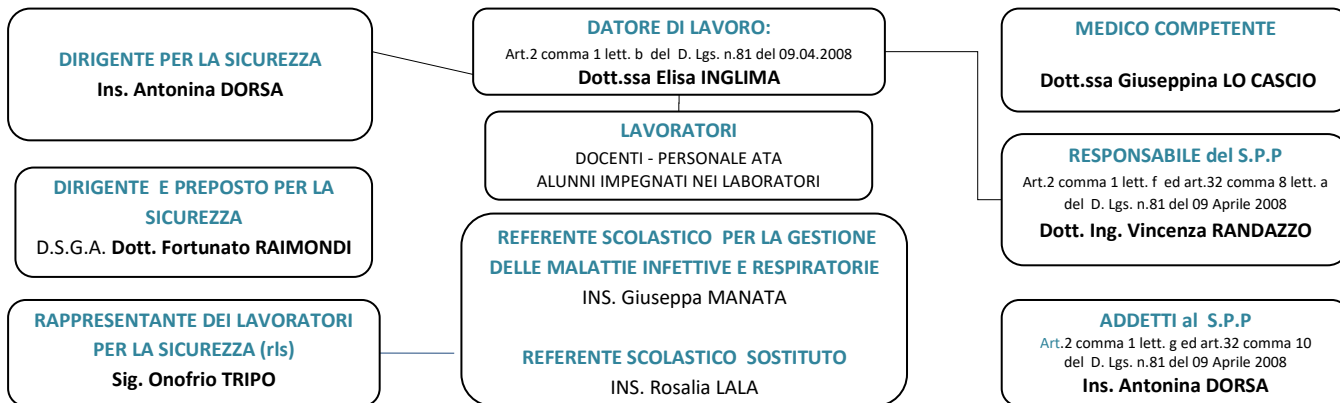 DIRIGENTE PER LA SICUREZZA
Ins. Antonina DORSA
DATORE DI LAVORO:
Art.2 comma 1 lett. b del D. Lgs. n.81 del 09.04.2008
Dott.ssa Elisa INGLIMA
MEDICO COMPETENTE
Dott.ssa Giuseppina LO CASCIO
LAVORATORI
DOCENTI - PERSONALE ATA
ALUNNI IMPEGNATI NEI LABORATORI
RESPONSABILE del S.P.P
Art.2 comma 1 lett. f ed art.32 comma 8 lett. a
del D. Lgs. n.81 del 09 Aprile 2008
Dott. Ing. Vincenza RANDAZZO
DIRIGENTE E PREPOSTO PER LA
SICUREZZA
D.S.G.A. Dott. Fortunato RAIMONDI
REFERENTE SCOLASTICO PER LA GESTIONE
DELLE MALATTIE INFETTIVE E RESPIRATORIE
INS. Giuseppa MANATA
REFERENTE SCOLASTICO SOSTITUTO
INS. Rosalia LALA
RAPPRESENTANTE DEI LAVORATORI
PER LA SICUREZZA (rls)
Sig. Onofrio TRIPO
ADDETTI al S.P.P
Art.2 comma 1 lett. g ed art.32 comma 10
del D. Lgs. n.81 del 09 Aprile 2008
Ins. Antonina DORSA